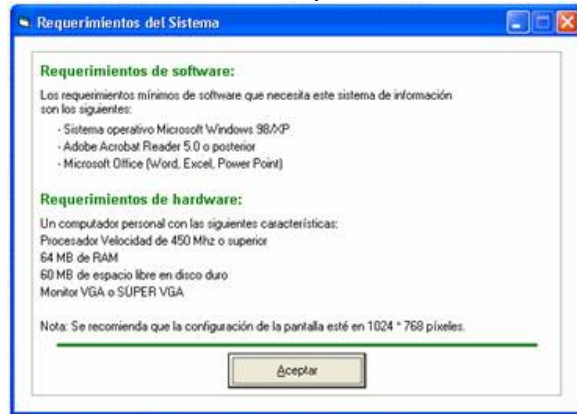 Requerimientos del Sistema
Requerimientos de software:
Los requerimientos mínimos de software que necesita este sistema de información
son los siguientes:
· Sistema operativo Microsoft Windows 98/XP
· Adobe Acrobat Reader 5.0 o posterior
· Microsoft Office (Word, Excel, Power Point)
Requerimientos de hardware:
Un computador personal con las siguientes características:
Procesador Velocidad de 450 Mhz o superior
64 MB de RAM
60 MB de espacio libre en disco duro
Monitor VGA o SÚPER VGA
Nota: Se recomienda que la configuración de la pantalla esté en 1024 * 768 píxeles.
Aceptar